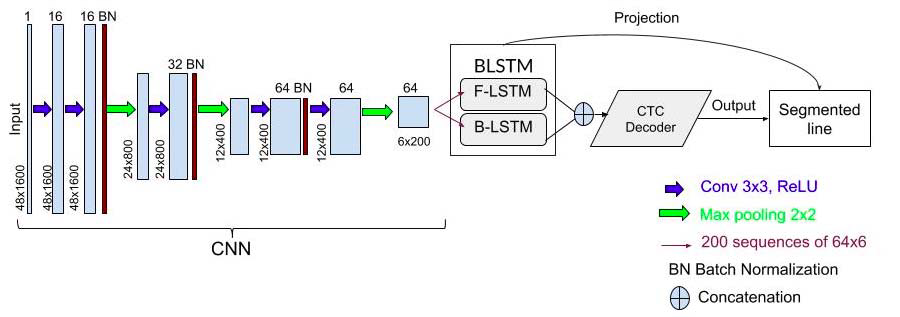 Projection
1 16 16 BN
32 BN
64 BN 64 64
BLSTM
F-LSTM
B-LSTM
CTC
Decoder
Output
Segmented
line
Input
48x1600 48x1600 48x1600
24x800 24x800
12x400 12x400 12x400
6x200
CNN
Conv 3x3, ReLU
Max pooling 2x2
200 sequences of 64x6
BN Batch Normalization
Concatenation